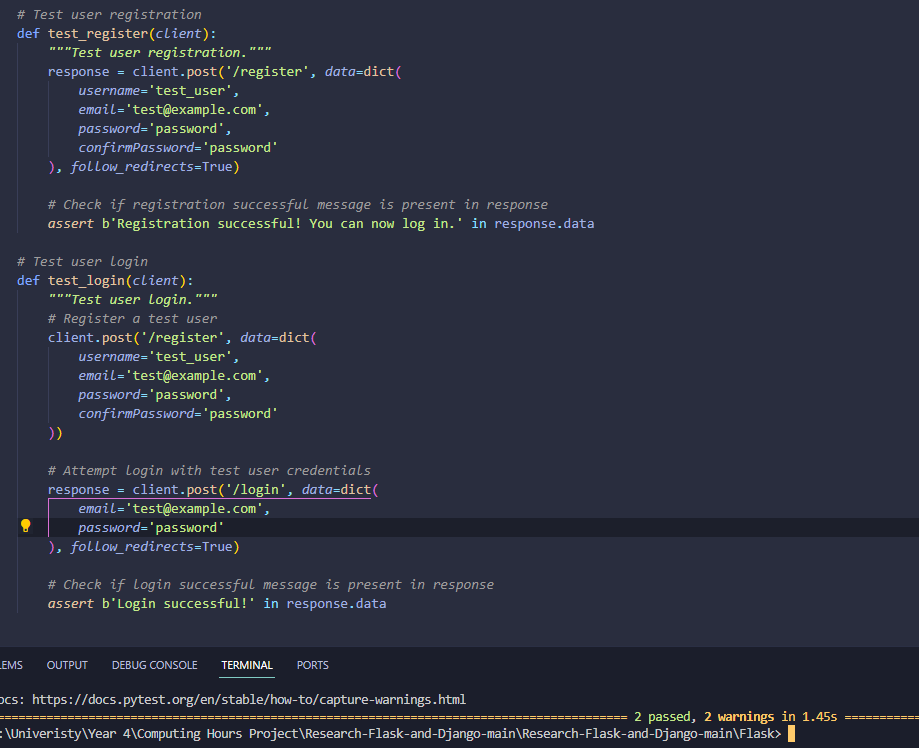 # Test user registration
def test_register(client):
    """Test user registration."""
    response = client.post('/register', data=dict(
        username='test_user',
        email='test@example.com',
        password='password',
        confirmPassword='password'
    ), follow_redirects=True)
    # Check if registration successful message is present in response
    assert b'Registration successful! You can now log in.' in response.data
# Test user login
def test_login(client):
    """Test user login."""
    # Register a test user
    client.post('/register', data=dict(
        username='test_user',
        email='test@example.com',
        password='password',
        confirmPassword='password'
    ))
    # Attempt login with test user credentials
    response = client.post('/login', data=dict(
        email='test@example.com',
        password='password'
    ), follow_redirects=True)
    # Check if login successful message is present in response
    assert b'Login successful!' in response.data
LEMS OUTPUT DEBUG CONSOLE TERMINAL PORTS
ocs: https://docs.pytest.org/en/stable/how-to/capture-warnings.html
2 passed, 2 warnings in 1.45s
:\Univeristy\Year 4\Computing Hours Project\Research-Flask-and-Django-main\Research-Flask-and-Django-main\Flask>